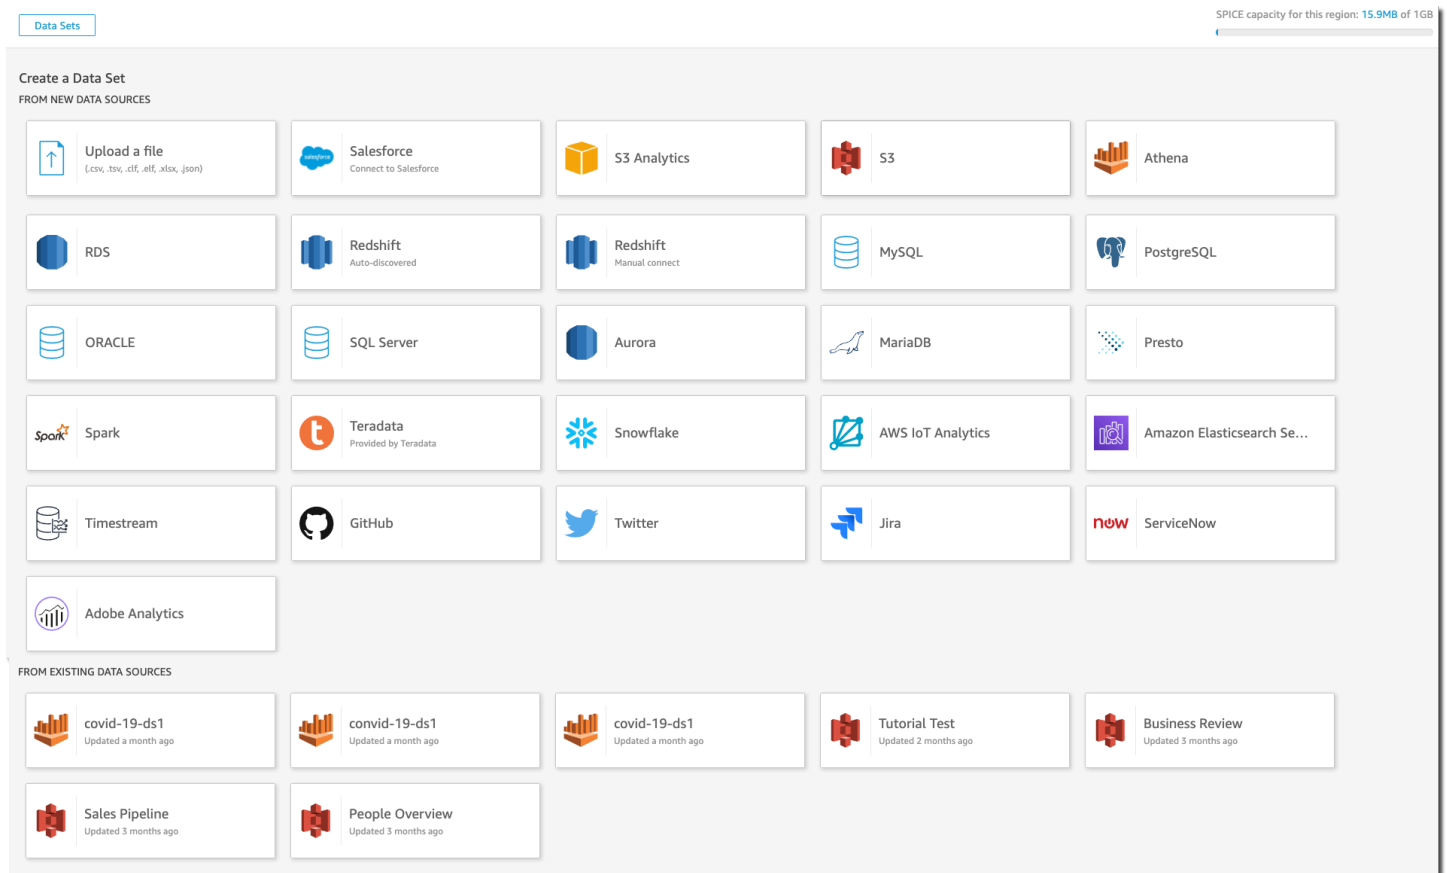 Data Sets
SPICE capacity for this region: 15.9MB of 1GB
Create a Data Set
FROM NEW DATA SOURCES
Upload a file
(.csv, .tsv, .clf, .elf, .xlsx, .json)
salesforce
Salesforce
Connect to Salesforce
S3 Analytics
S3
Athena
RDS
Redshift
Auto-discovered
Redshift
Manual connect
MySQL
PostgreSQL
ORACLE
SQL Server
Aurora
MariaDB
Presto
Spark
Spark
t
Teradata
Provided by Teradata
Snowflake
AWS IoT Analytics
Amazon Elasticsearch Se...
Timestream
GitHub
Twitter
Jira
now
ServiceNow
Adobe Analytics
FROM EXISTING DATA SOURCES
covid-19-ds1
Updated a month ago
convid-19-ds1
Updated a month ago
covid-19-ds1
Updated a month ago
Tutorial Test
Updated 2 months ago
Business Review
Updated 3 months ago
Sales Pipeline
Updated 3 months ago
People Overview
Updated 3 months ago